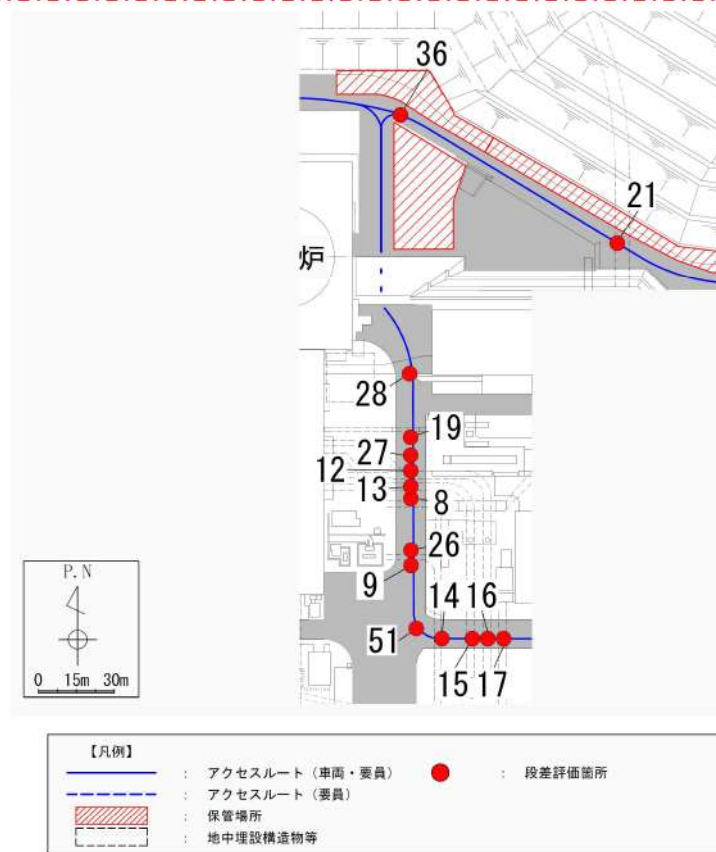 36
21
炉
28
19
27
12
13
8
26
9
14
16
51
15
17
P.N
0 15m 30m
【凡例】
: アクセスルート（車両・要員） : 段差評価箇所
: アクセスルート（要員）
: 保管場所
: 地中埋設構造物等